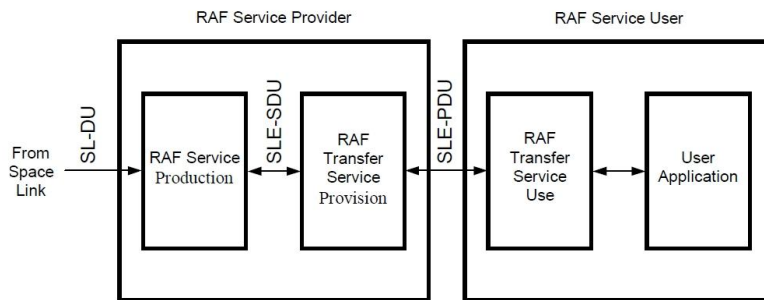 RAF Service Provider
RAF Service User
From
Space
Link
SL-DU
RAF Service
Production
SLE-SDU
RAF
Transfer
Service
Provision
SLE-PDU
RAF
Transfer
Service
Use
User
Application